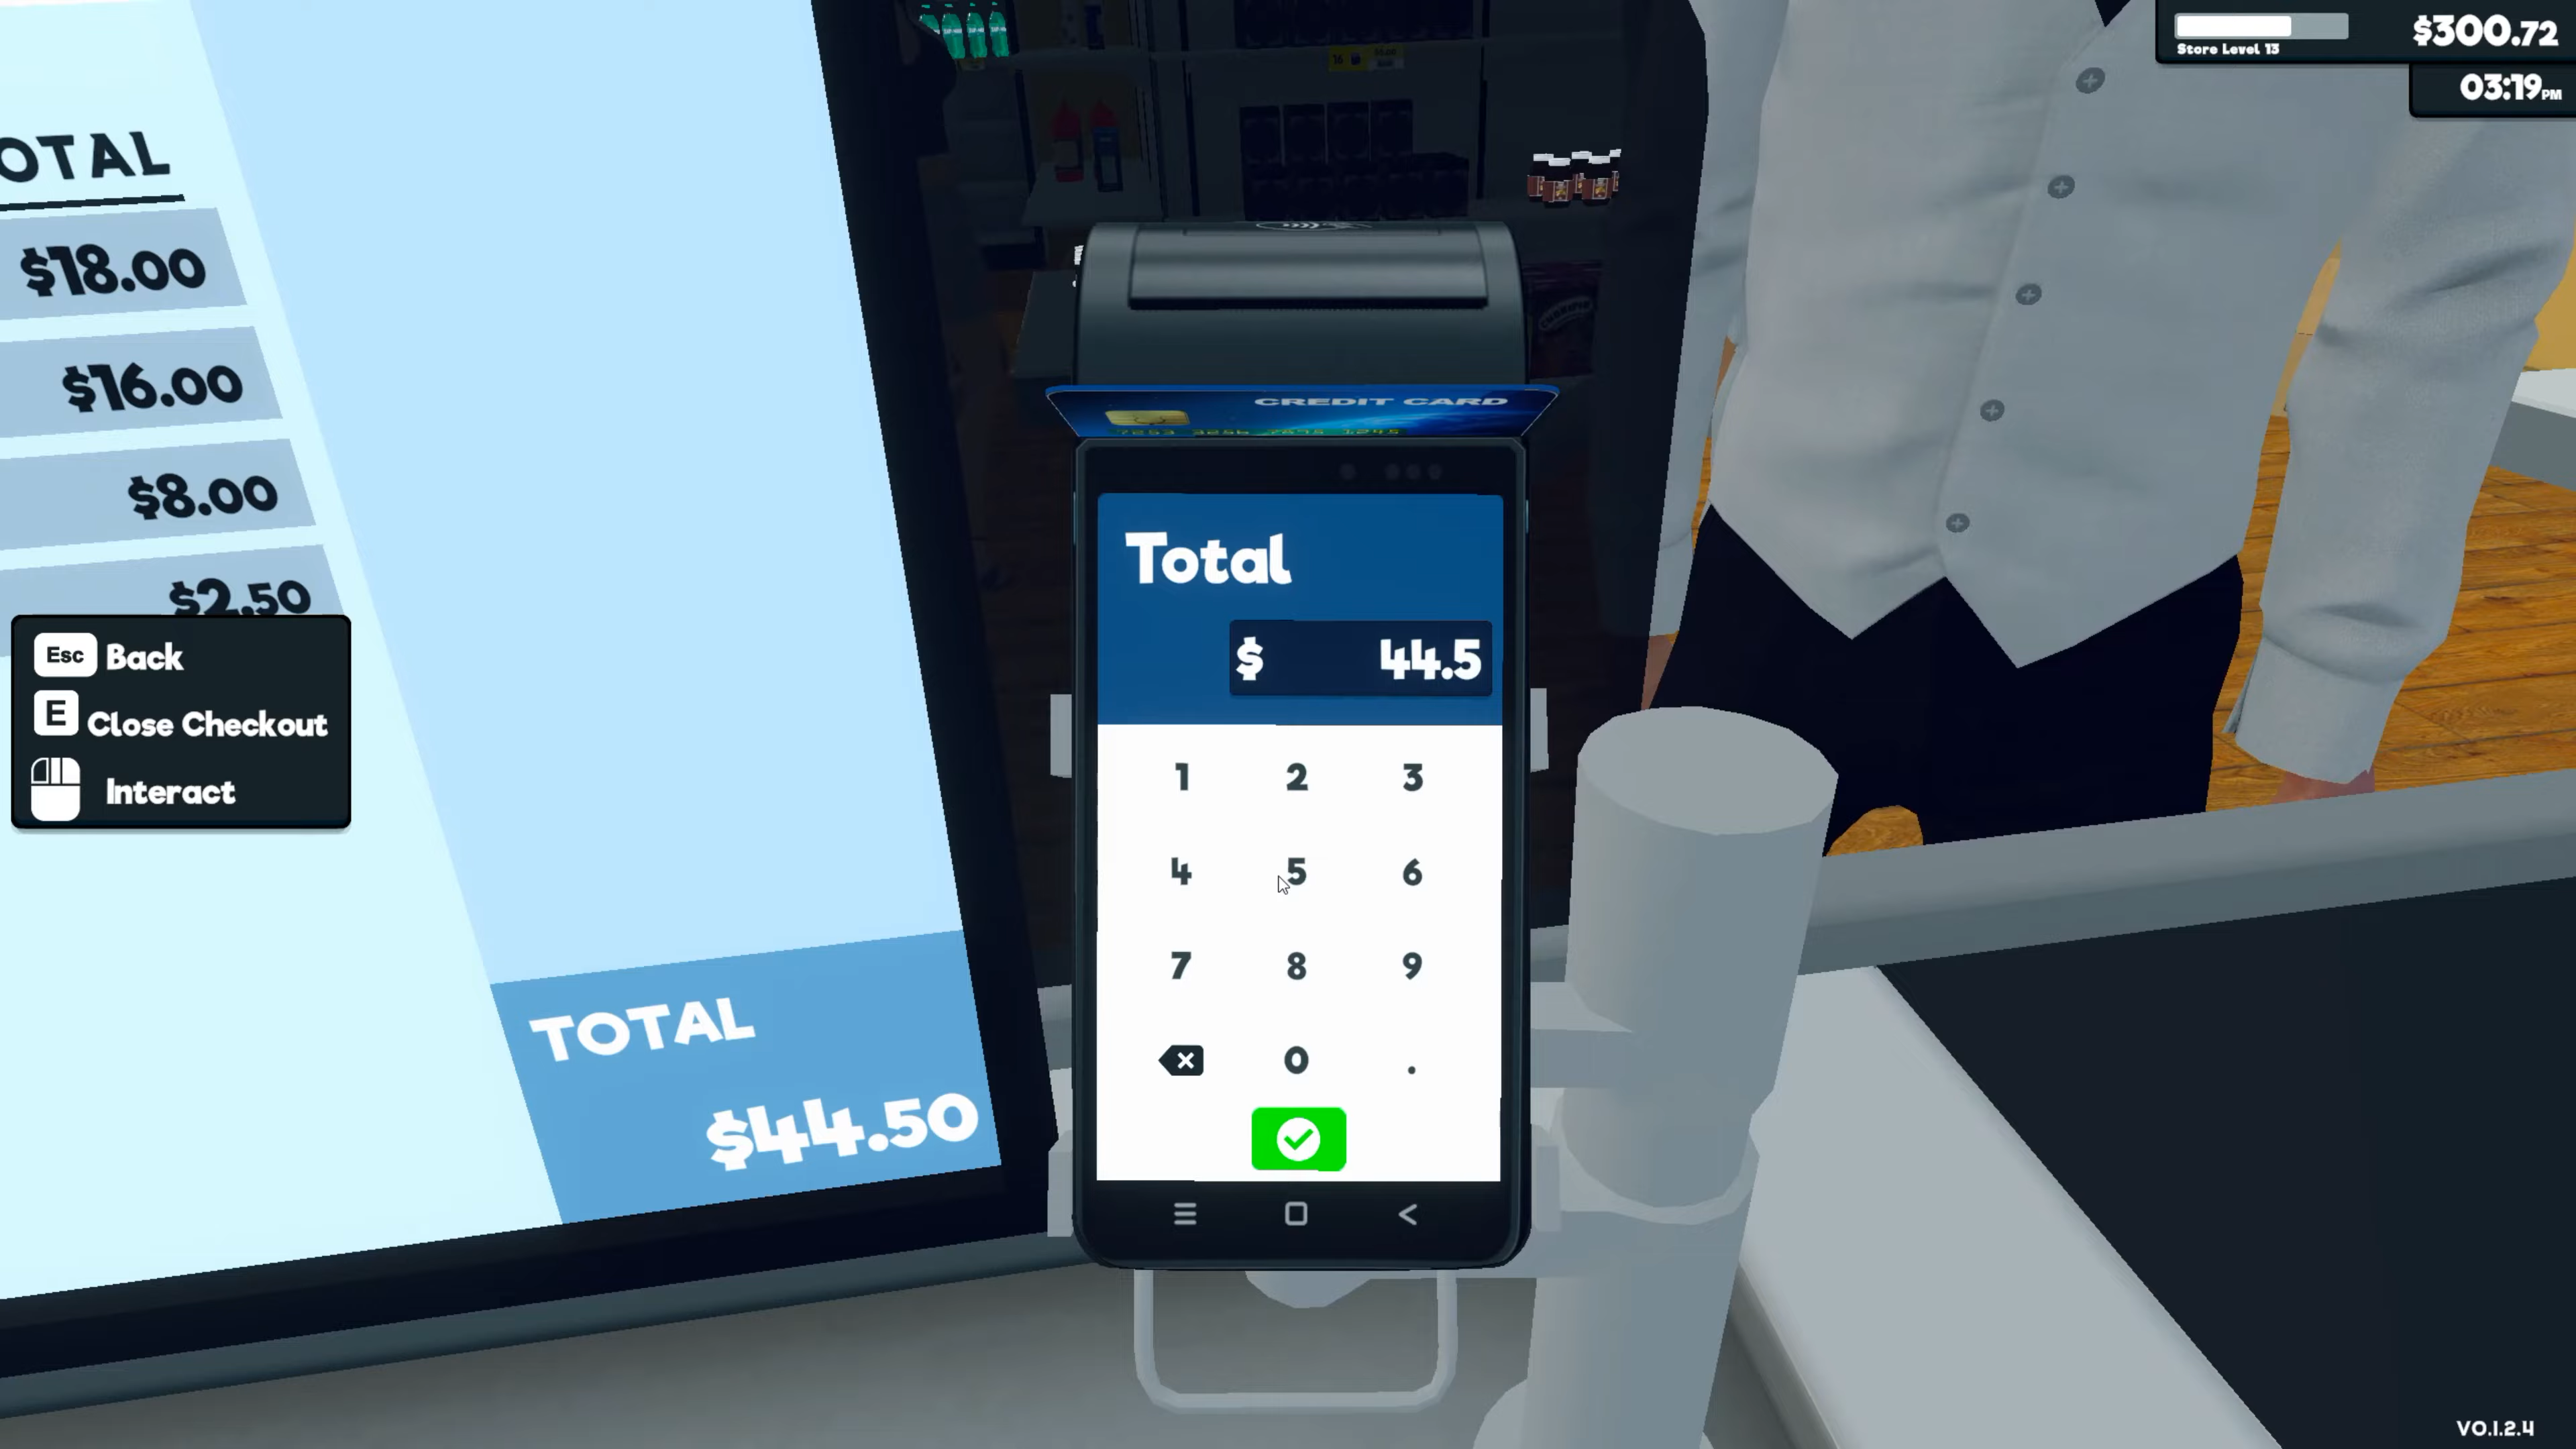 OTAL
$18.00
$16.00
$8.00
$2.50
Esc Back
E Close Checkout
Interact
TOTAL
$44.50
CREDIT CARD
Total
$ 44.5
1 2 3
4 5 6
7 8 9
0 .
$300.72
Store Level 13
03:19PM
V0.1.2.4